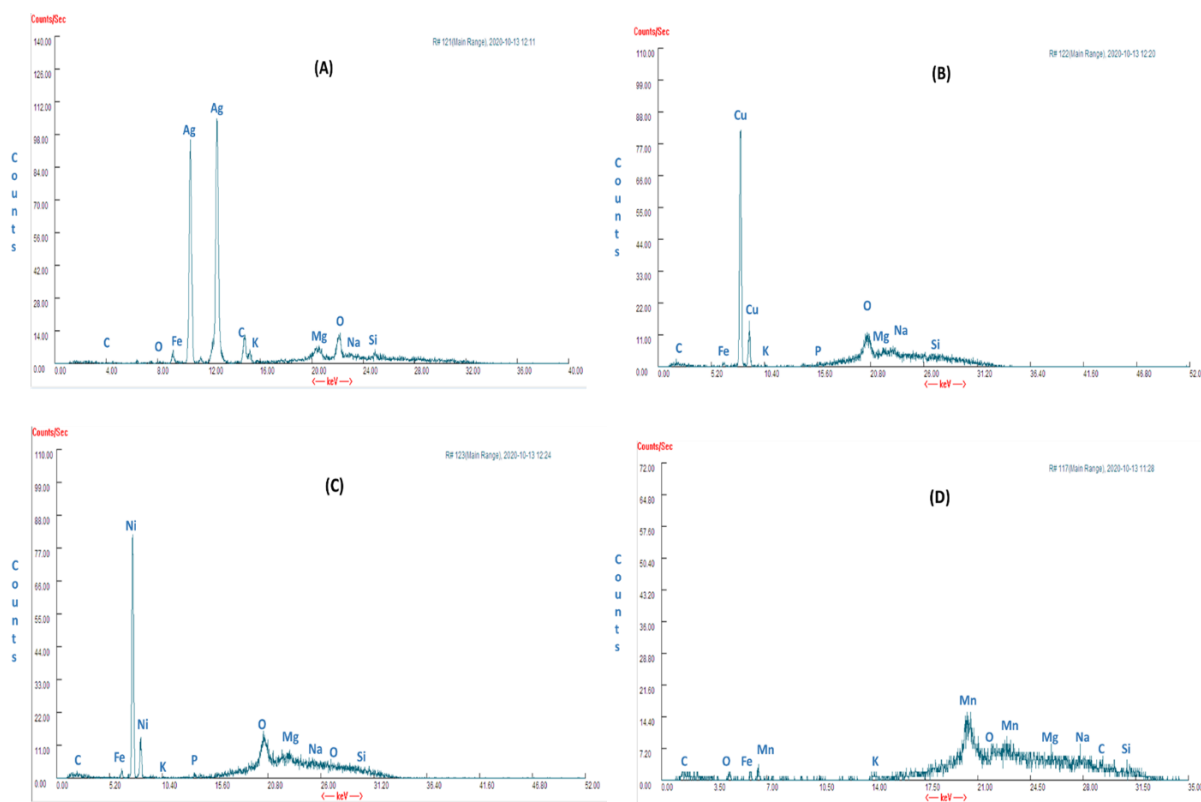 Counts/Sec
R# 121(Main Range), 2020-10-13 12:11
(A)
140.00
126.00
112.00
98.00
84.00
70.00
56.00
42.00
28.00
14.00
0.00
Counts
Ag
Ag
C
O
Fe
C
K
Mg
O
Na
Si
0.00 4.00 8.00 12.00 16.00 20.00 24.00 28.00 32.00 36.00 40.00
<--- keV --->
Counts/Sec
R# 122(Main Range), 2020-10-13 12:20
(B)
110.00
99.00
88.00
77.00
66.00
55.00
44.00
33.00
22.00
11.00
0.00
Counts
Cu
Cu
C
Fe
K
P
O
Mg
Na
Si
0.00 5.20 10.40 15.60 20.80 26.00 31.20 36.40 41.60 46.80 52.00
<--- keV --->
Counts/Sec
R# 123(Main Range), 2020-10-13 12:24
(C)
110.00
99.00
88.00
77.00
66.00
55.00
44.00
33.00
22.00
11.00
0.00
Counts
Ni
Ni
C
Fe
K
P
O
Mg
Na
O
Si
0.00 5.20 10.40 15.60 20.80 26.00 31.20 36.40 41.60 46.80 52.00
<--- keV --->
Counts/Sec
R# 117(Main Range), 2020-10-13 11:28
(D)
72.00
64.80
57.60
50.40
43.20
36.00
28.80
21.60
14.40
7.20
0.00
Counts
C
O
Fe
Mn
K
Mn
O
Mn
Mg
Na
C
Si
0.00 3.50 7.00 10.50 14.00 17.50 21.00 24.50 28.00 31.50 35.00
<--- keV --->